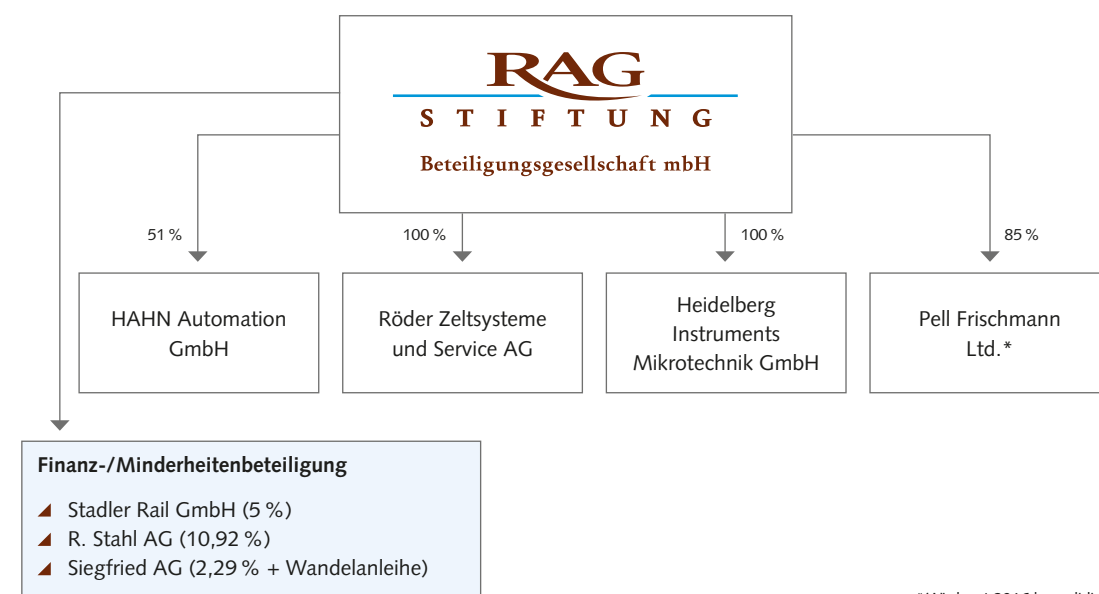 RAG
STIFTUNG
Beteiligungsgesellschaft mbH
51 %
100 %
100 %
85 %
HAHN Automation
GmbH
Röder Zeltsysteme
und Service AG
Heidelberg
Instruments
Mikrotechnik GmbH
Pell Frischmann
Ltd.*
Finanz-/Minderheitenbeteiligung
Stadler Rail GmbH (5 %)
R. Stahl AG (10,92 %)
Siegfried AG (2,29 % + Wandelanleihe)